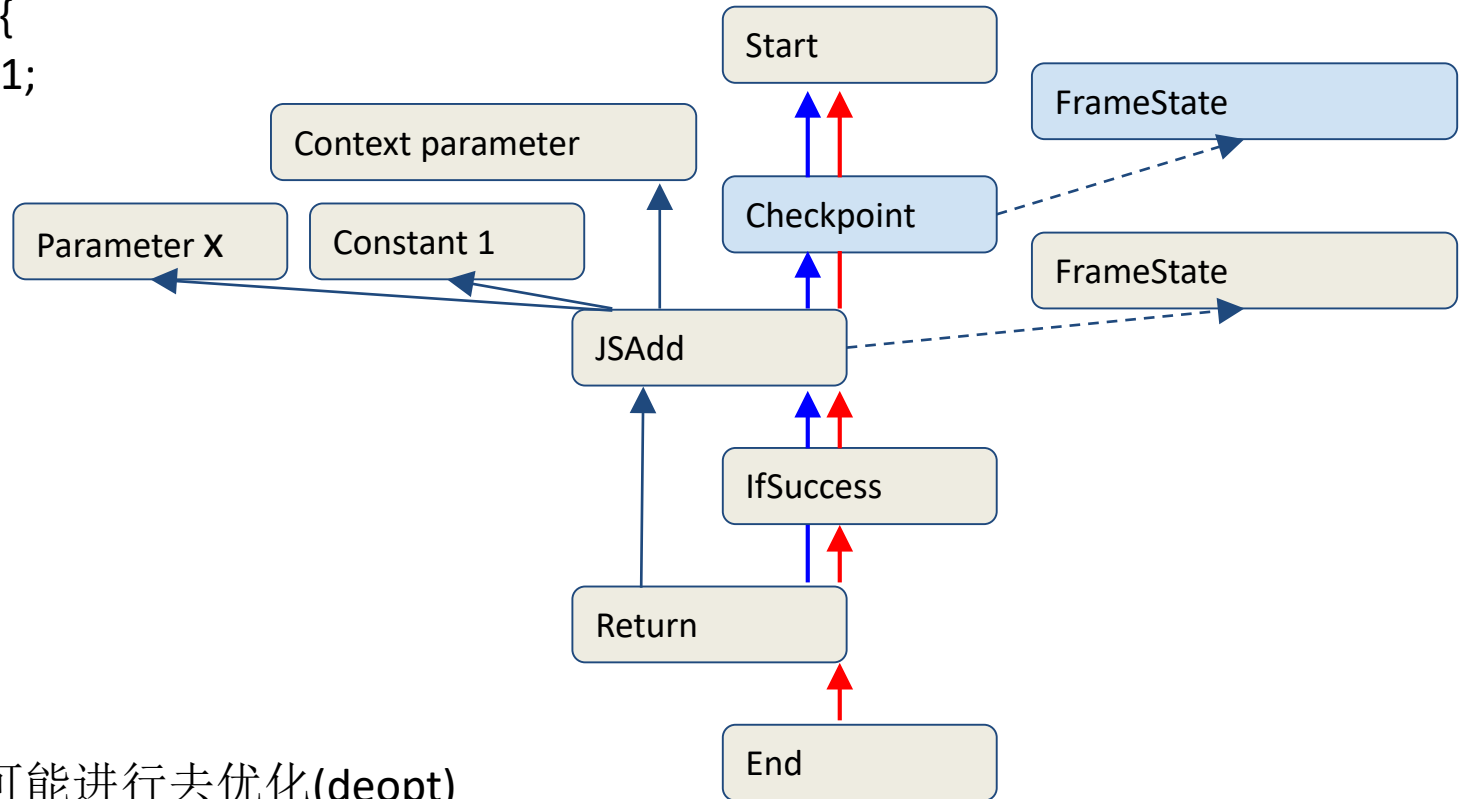 {
1;
Start
FrameState
Context parameter
Checkpoint
Parameter x
Constant 1
FrameState
JSAdd
IfSuccess
Return
End
可能进行去优化(deopt)